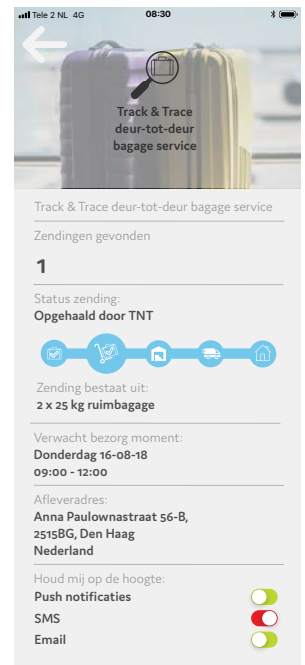 Tele 2 NL 4G 08:30
Track & Trace
deur-tot-deur
bagage service
Track & Trace deur-tot-deur bagage service
Zendingen gevonden
1
Status zending:
Opgehaald door TNT
Zending bestaat uit:
2 x 25 kg ruimbagage
Verwacht bezorg moment:
Donderdag 16-08-18
09:00 - 12:00
Afleveradres:
Anna Paulownastraat 56-B,
2515BG, Den Haag
Nederland
Houd mij op de hoogte:
Push notificaties
SMS
Email